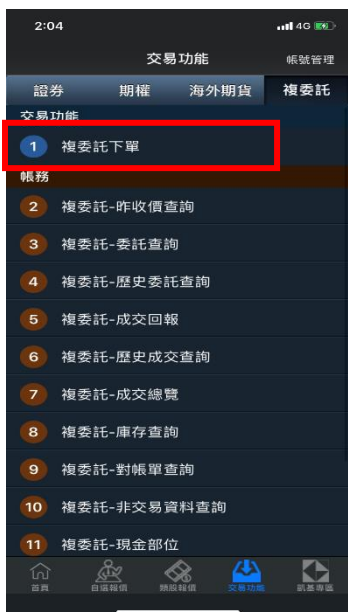 2:04 4G
交易功能 帳號管理
證券 期權 海外期貨 複委託
交易功能
1 複委託下單
帳務
2 複委託-昨收價查詢
3 複委託-委託查詢
4 複委託-歷史委託查詢
5 複委託-成交回報
6 複委託-歷史成交查詢
7 複委託-成交總覽
8 複委託-庫存查詢
9 複委託-對帳單查詢
10 複委託-非交易資料查詢
11 複委託-現金部位
首頁 自選報價 類股報價 交易功能 凱基專區